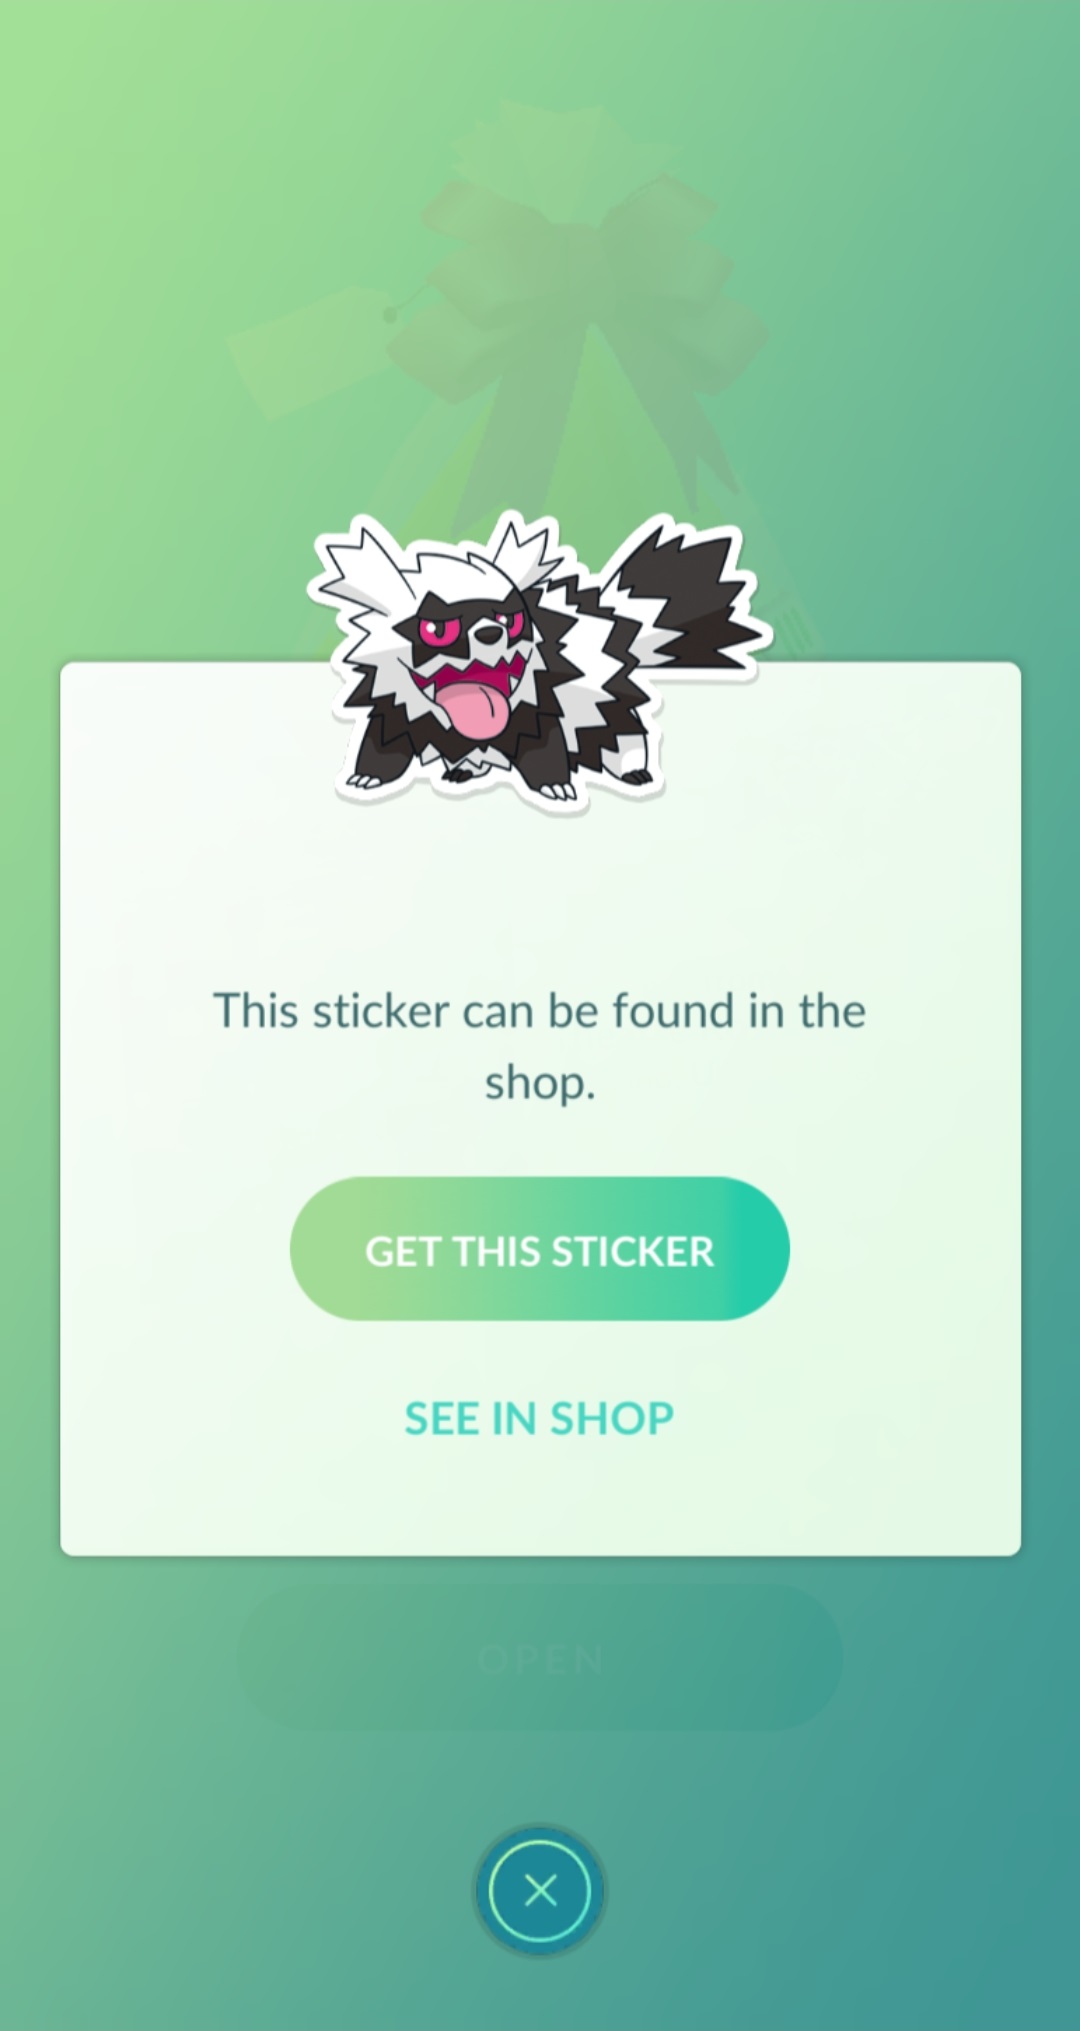 This sticker can be found in the
shop.
GET THIS STICKER
SEE IN SHOP
OPEN